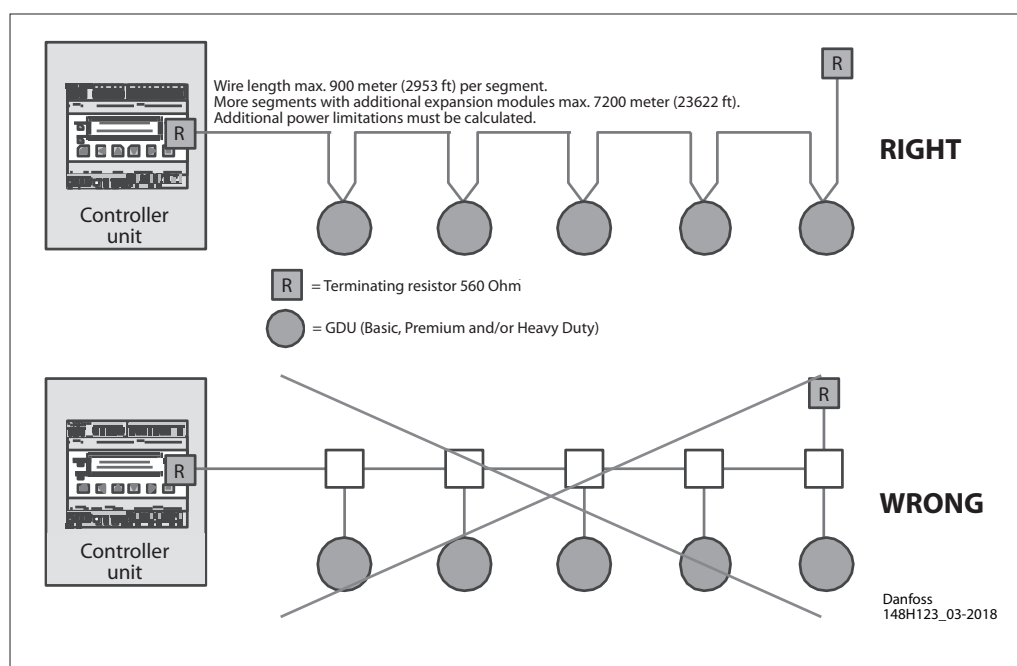 R
Wire length max. 900 meter (2953 ft) per segment.
More segments with additional expansion modules max. 7200 meter (23622 ft).
Additional power limitations must be calculated.
R
RIGHT
Controller
unit
R = Terminating resistor 560 Ohm
= GDU (Basic, Premium and/or Heavy Duty)
R
R
WRONG
Controller
unit
Danfoss
148H123_03-2018